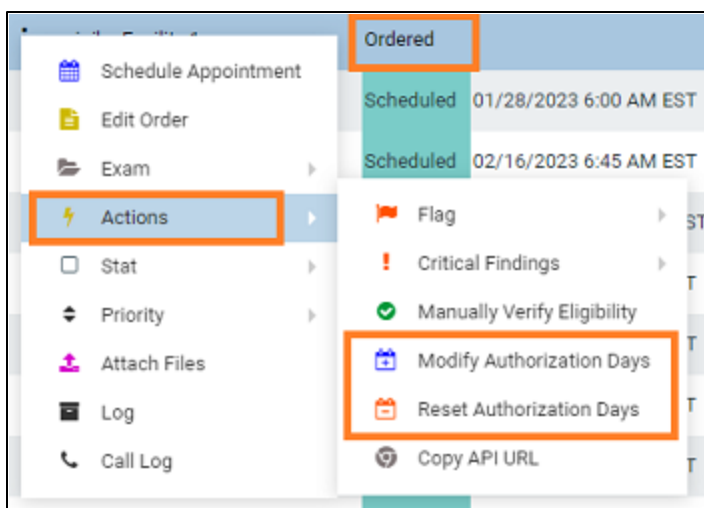 Ordered
Schedule Appointment
Scheduled 01/28/2023 6:00 AM EST
Edit Order
Scheduled 02/16/2023 6:45 AM EST
Exam
Actions
Flag
Stat
Critical Findings
Priority
Manually Verify Eligibility
Attach Files
Modify Authorization Days
Log
Reset Authorization Days
Call Log
Copy API URL